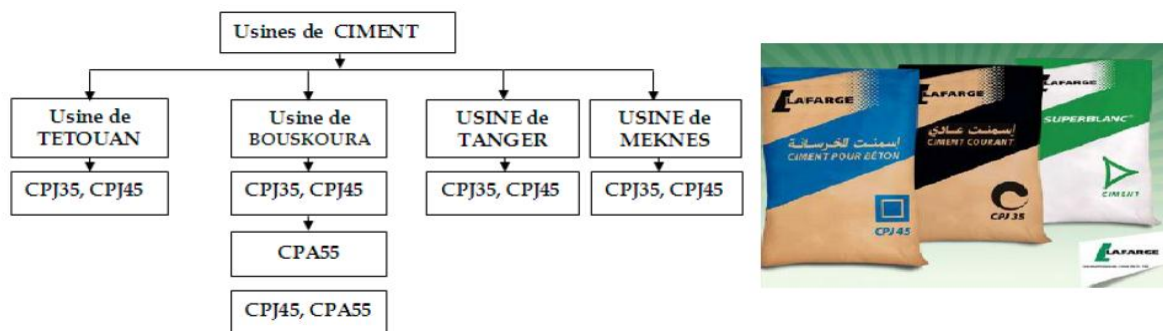 Usines de CIMENT
Usine de
TETOUAN
Usine de
BOUSKOURA
USINE de
TANGER
USINE de
MEKNES
CPJ35, CPJ45
CPJ35, CPJ45
CPJ35, CPJ45
CPJ35, CPJ45
CPA55
CPJ45, CPA55
LAFARGE
إسمنت للخرسانة
CIMENT POUR BÉTON
CPJ 45
LAFARGE
إسمنت عادي
CIMENT COURANT
CPJ 35
LAFARGE
SUPERBLANC
CIMENT
LAFARGE